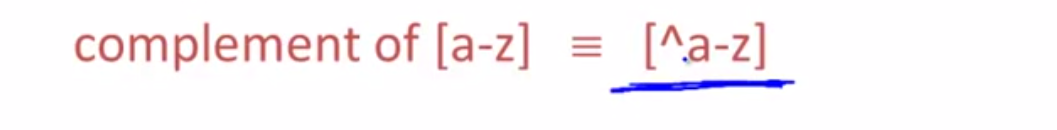 complement of [a-z] ≡ [^a-z]